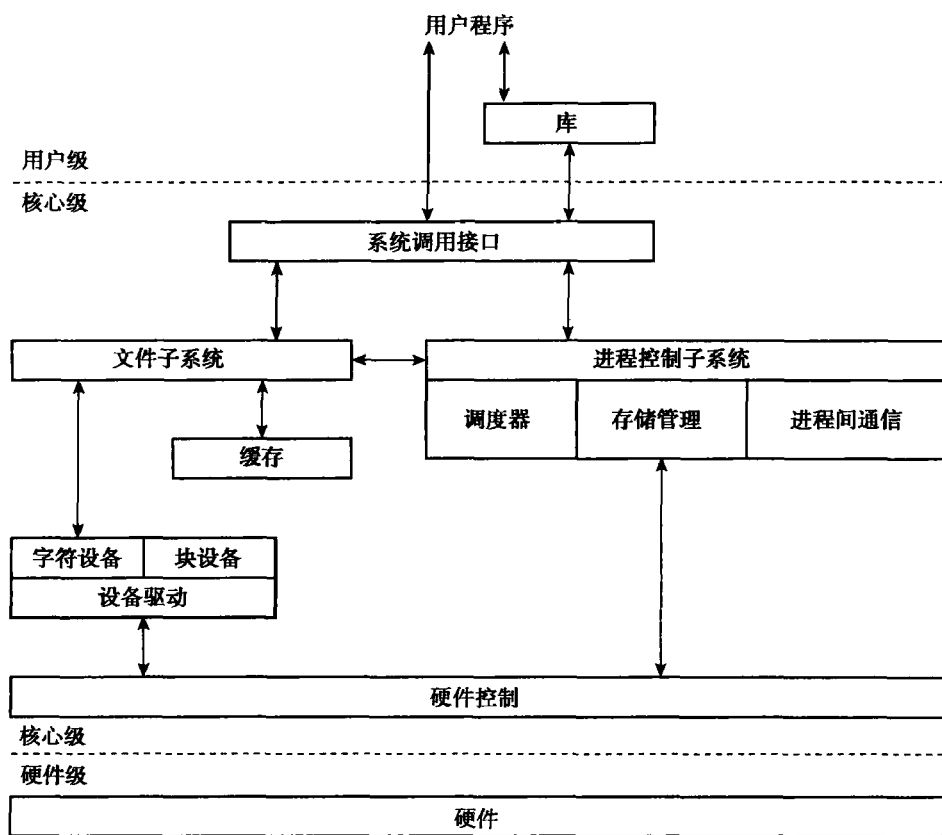 用户程序
库
用户级
核心级
系统调用接口
文件子系统
进程控制子系统
调度器
存储管理
进程间通信
缓存
字符设备
块设备
设备驱动
硬件控制
核心级
硬件级
硬件